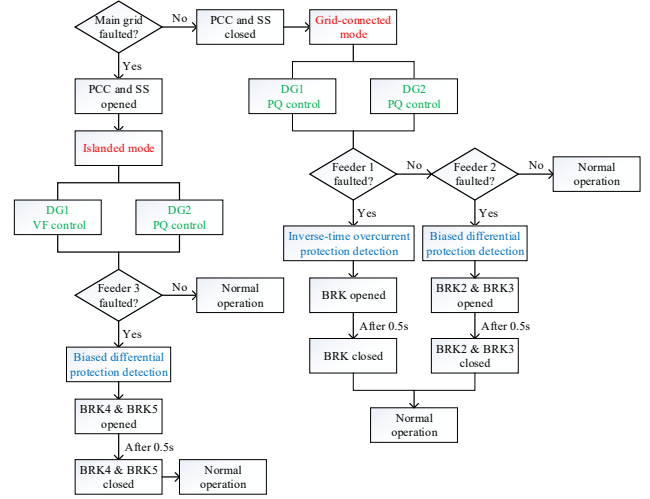 Main grid
faulted?
No
PCC and SS
closed
Grid-connected
mode
Yes
PCC and SS
opened
DG1
PQ control
DG2
PQ control
Islanded mode
Feeder 1
faulted?
No
Feeder 2
faulted?
No
Normal
operation
DG1
VF control
DG2
PQ control
Yes
Yes
Inverse-time overcurrent
protection detection
Biased differential
protection detection
Feeder 3
faulted?
No
Normal
operation
BRK opened
BRK2 & BRK3
opened
Yes
After 0.5s
After 0.5s
Biased differential
protection detection
BRK closed
BRK2 & BRK3
closed
BRK4 & BRK5
opened
Normal
operation
After 0.5s
BRK4 & BRK5
closed
Normal
operation